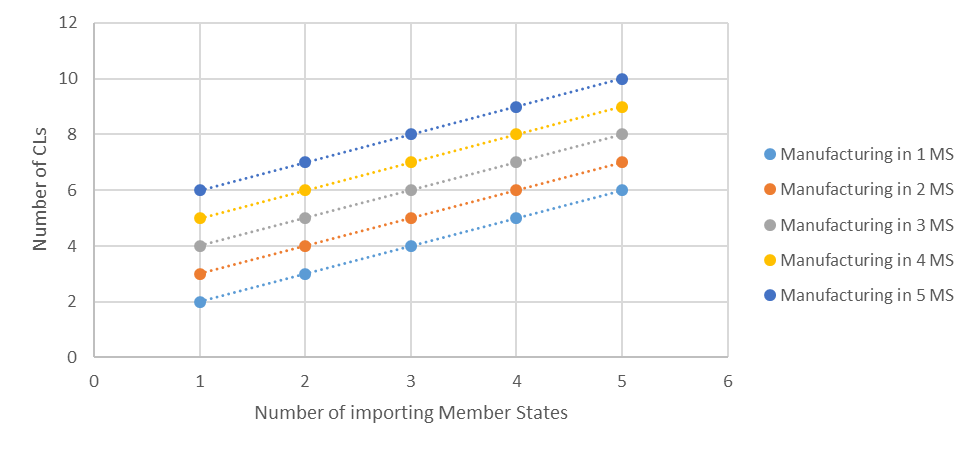 12
10
8
6
4
2
0
Number of CLs
0 1 2 3 4 5 6
Number of importing Member States
Manufacturing in 1 MS
Manufacturing in 2 MS
Manufacturing in 3 MS
Manufacturing in 4 MS
Manufacturing in 5 MS